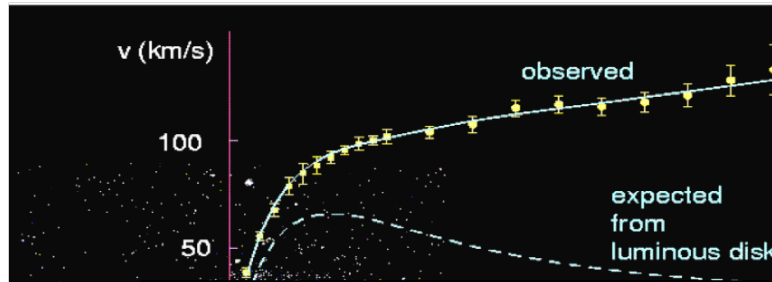 v (km/s)
observed
100
expected
from
luminous disk
50